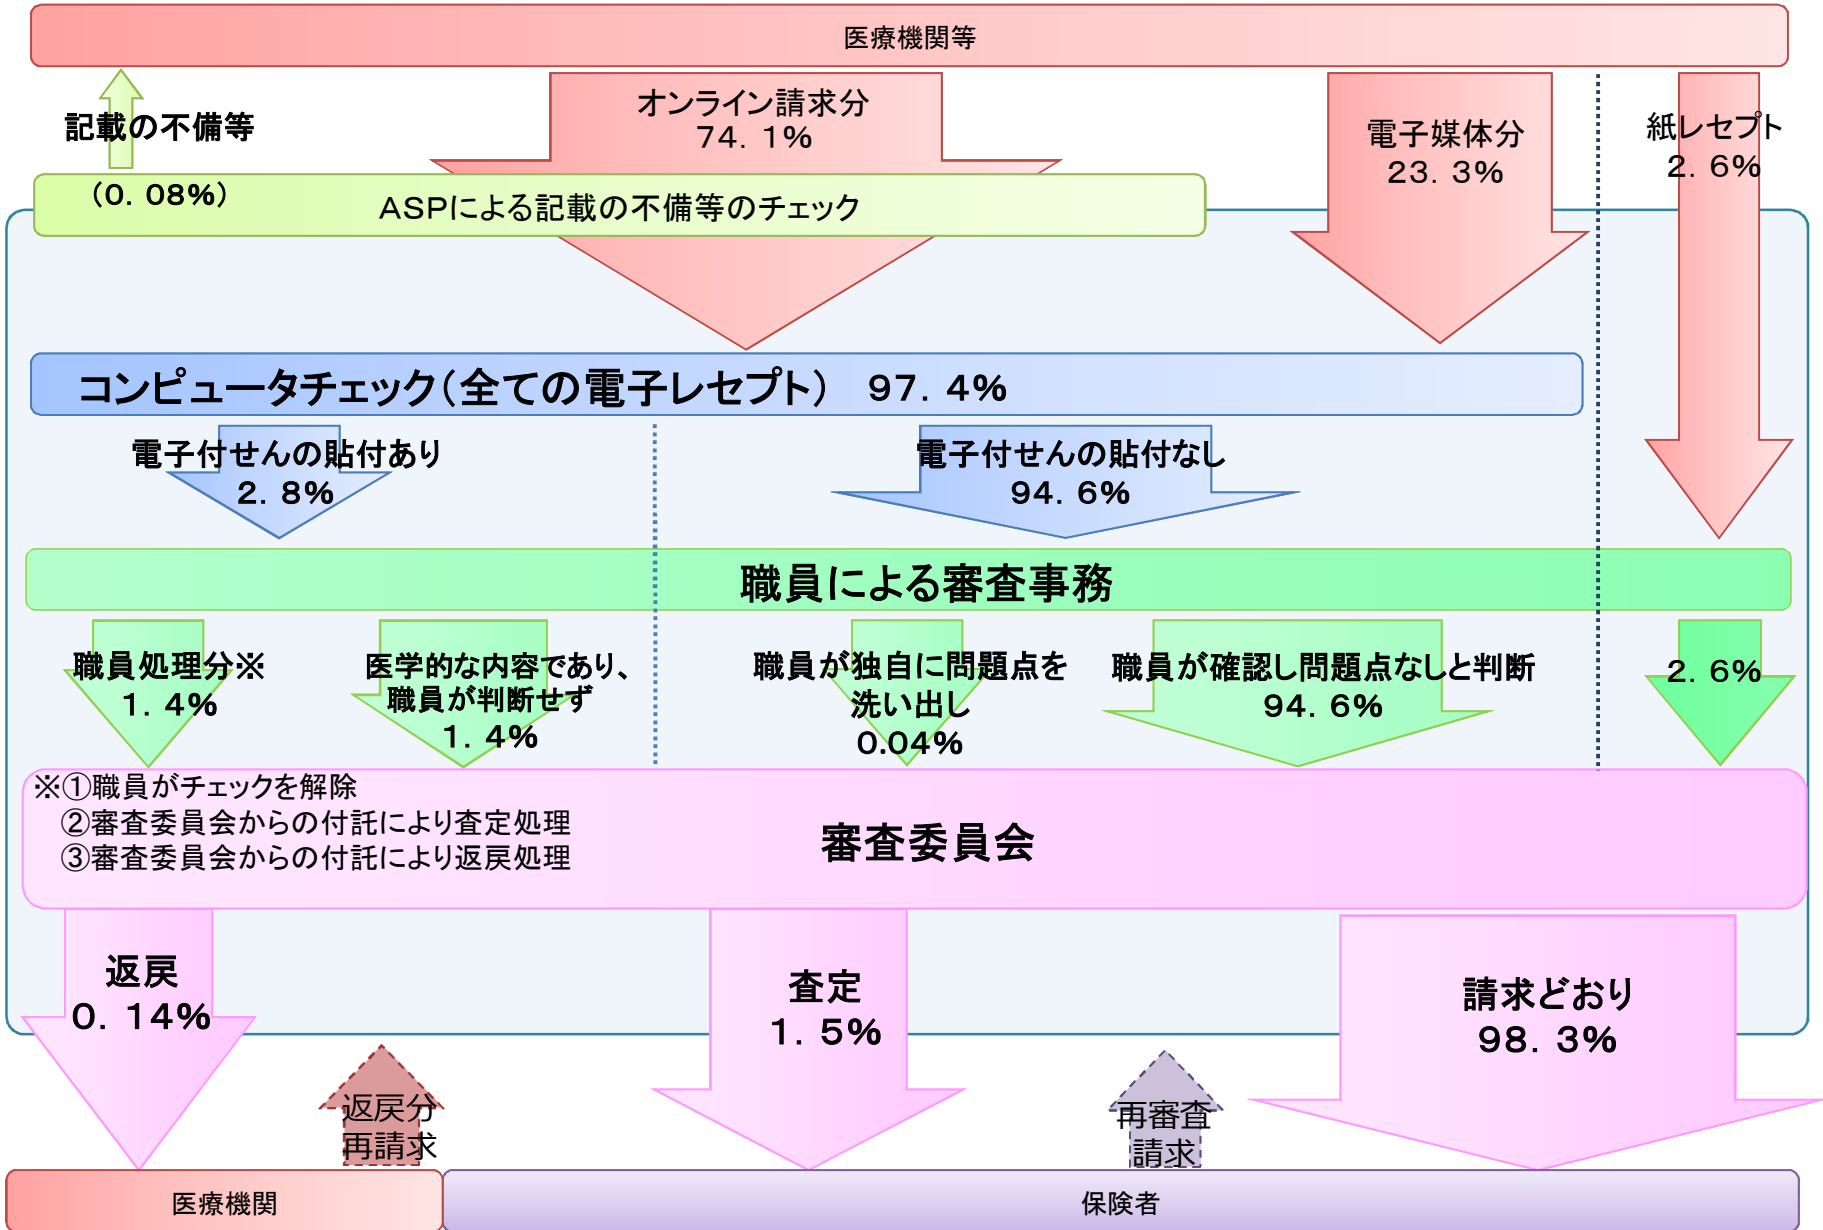 医療機関等
記載の不備等
(0.08%)
オンライン請求分
74.1%
電子媒体分
23.3%
紙レセプト
2.6%
ASPによる記載の不備等のチェック
コンピュータチェック(全ての電子レセプト) 97.4%
電子付せんの貼付あり
2.8%
電子付せんの貼付なし
94.6%
職員による審査事務
職員処理分※
1.4%
医学的な内容であり、
職員が判断せず
1.4%
職員が独自に問題点を
洗い出し
0.04%
職員が確認し問題点なしと判断
94.6%
2.6%
※①職員がチェックを解除
②審査委員会からの付託により査定処理
③審査委員会からの付託により返戻処理
審査委員会
返戻
0.14%
査定
1.5%
請求どおり
98.3%
返戻分
再請求
再審査
請求
医療機関
保険者